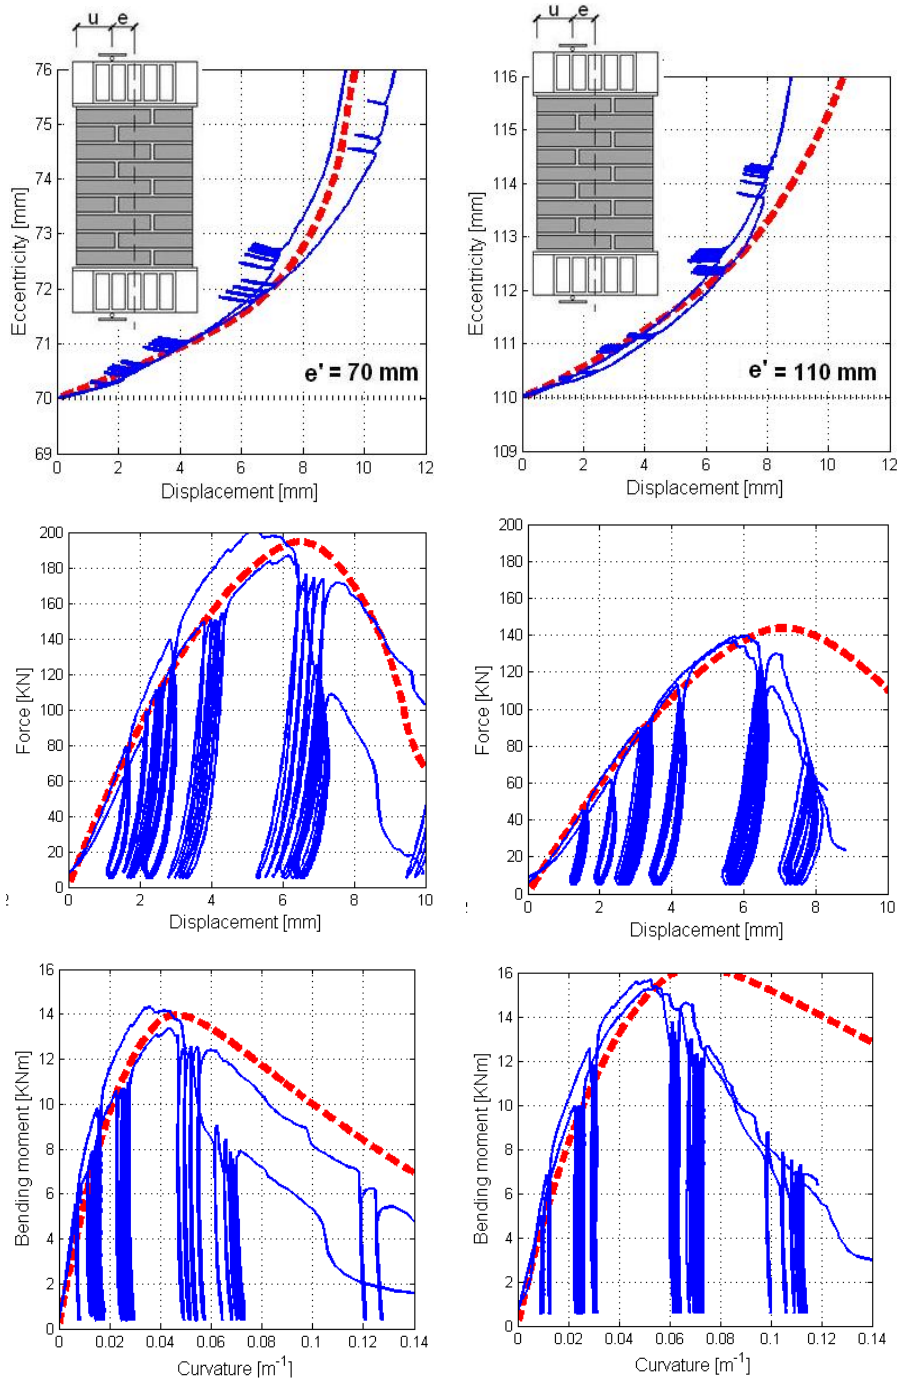 u e
76
75
74
73
72
71
70
69
Eccentricity [mm]
e' = 70 mm
0 2 4 6 8 10 12
Displacement [mm]
u e
116
115
114
113
112
111
110
109
Eccentricity [mm]
e' = 110 mm
0 2 4 6 8 10 12
Displacement [mm]
200
180
160
140
120
100
80
60
40
20
0
Force [KN]
0 2 4 6 8 10
Displacement [mm]
200
180
160
140
120
100
80
60
40
20
0
Force [KN]
0 2 4 6 8 10
Displacement [mm]
16
14
12
10
8
6
4
2
0
Bending moment [KNm]
0 0.02 0.04 0.06 0.08 0.1 0.12 0.14
Curvature [m⁻¹]
16
14
12
10
8
6
4
2
0
Bending moment [KNm]
0 0.02 0.04 0.06 0.08 0.1 0.12 0.14
Curvature [m⁻¹]